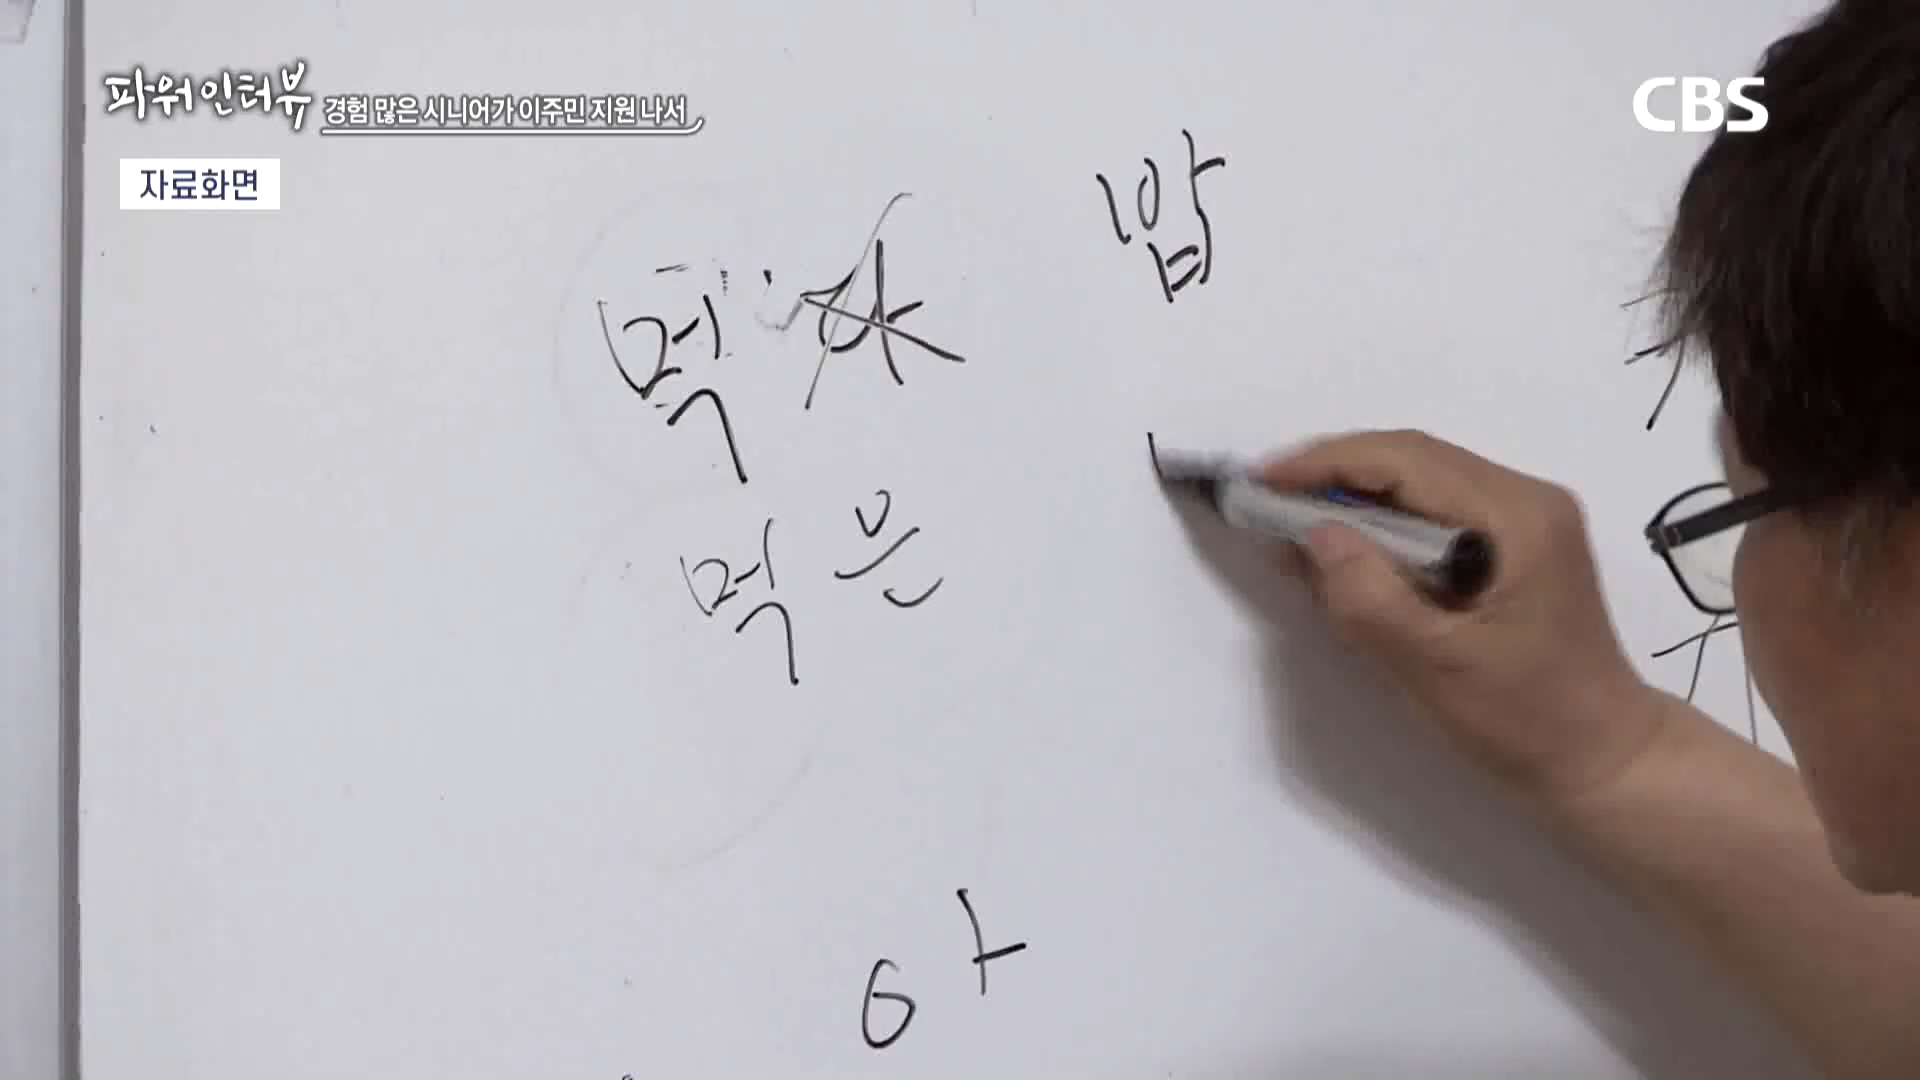 파워인터뷰 경험 많은 시니어가 이주민 지원 나서
CBS
자료화면
밥
먹
먹은
아